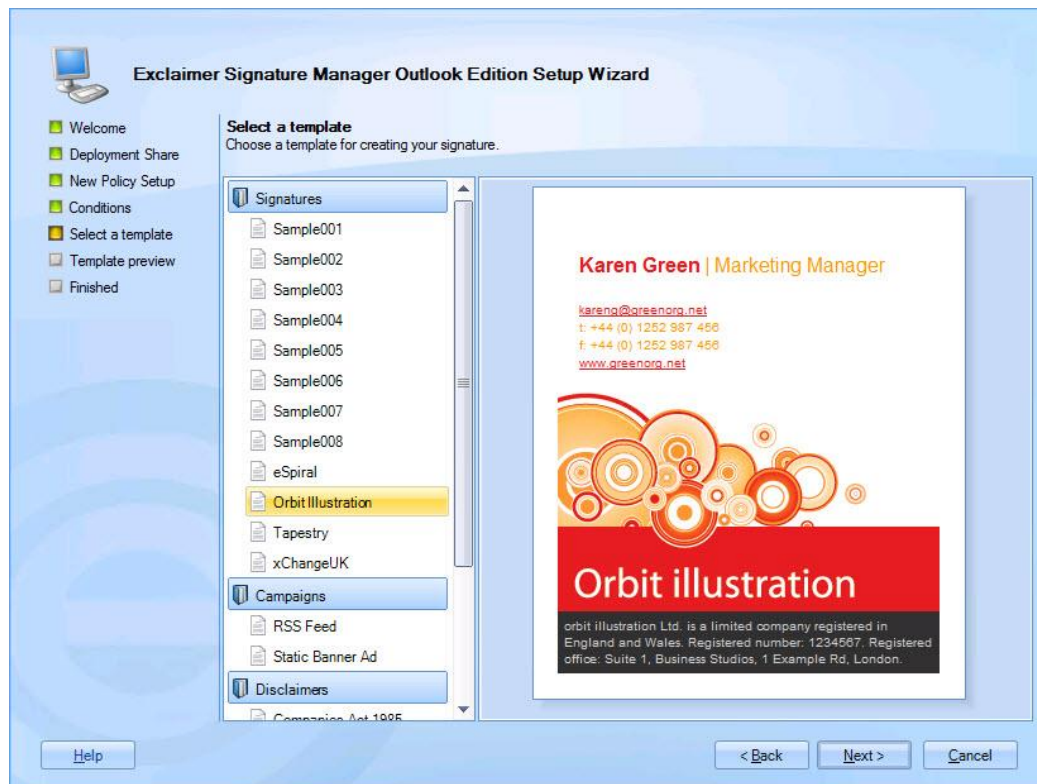 Exclaimer Signature Manager Outlook Edition Setup Wizard
Welcome
Deployment Share
New Policy Setup
Conditions
Select a template
Template preview
Finished
Select a template
Choose a template for creating your signature.
Signatures
Sample001
Sample002
Sample003
Sample004
Sample005
Sample006
Sample007
Sample008
eSpiral
Orbit Illustration
Tapestry
xChangeUK
Campaigns
RSS Feed
Static Banner Ad
Disclaimers
Companies Act 1985
Karen Green | Marketing Manager
kareng@greenorg.net
t: +44 (0) 1252 987 456
f: +44 (0) 1252 987 456
www.greenorg.net
Orbit illustration
orbit illustration Ltd. is a limited company registered in
England and Wales. Registered number: 1234567. Registered
office: Suite 1, Business Studios, 1 Example Rd, London.
Help
< Back
Next >
Cancel